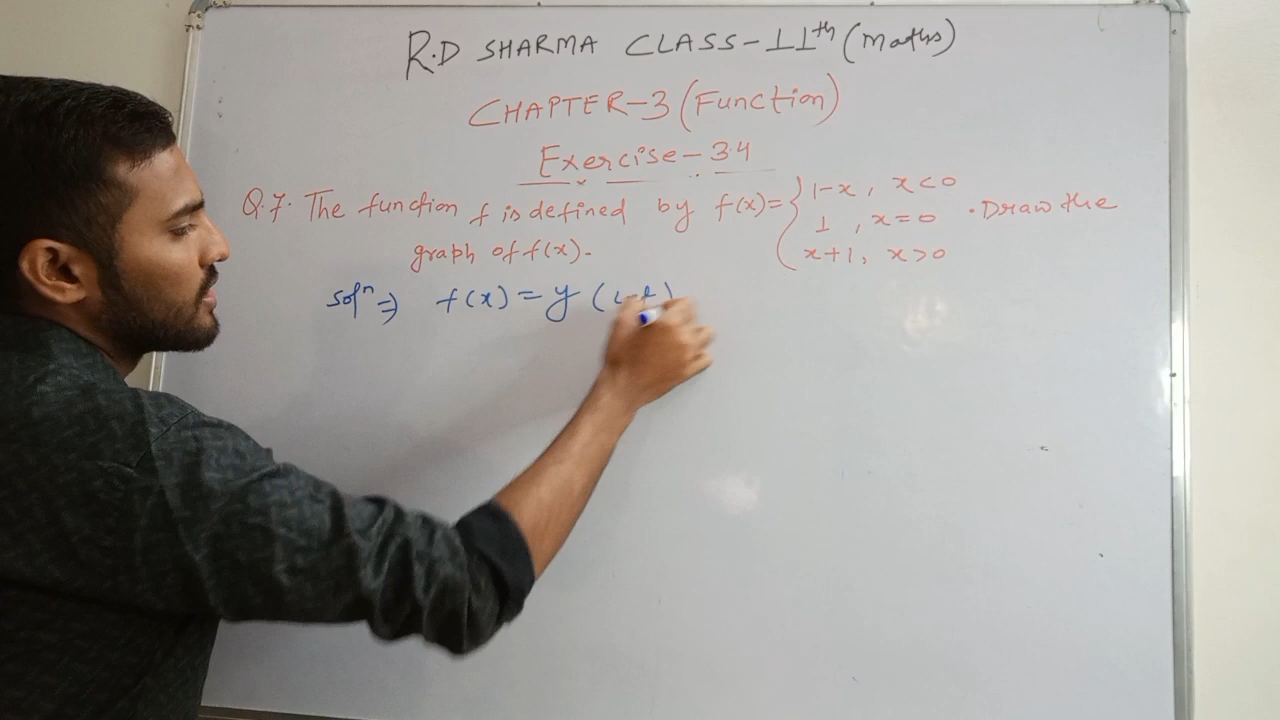 R.D SHARMA CLASS-11th (Maths)
CHAPTER-3 (Function)
Exercise-3.4
Q.7. The function f is defined by f(x)= { 1-x, x<0
1, x=0 . Draw the
x+1, x>0
graph of f(x).
Solⁿ ⇒ f(x) = y (let)